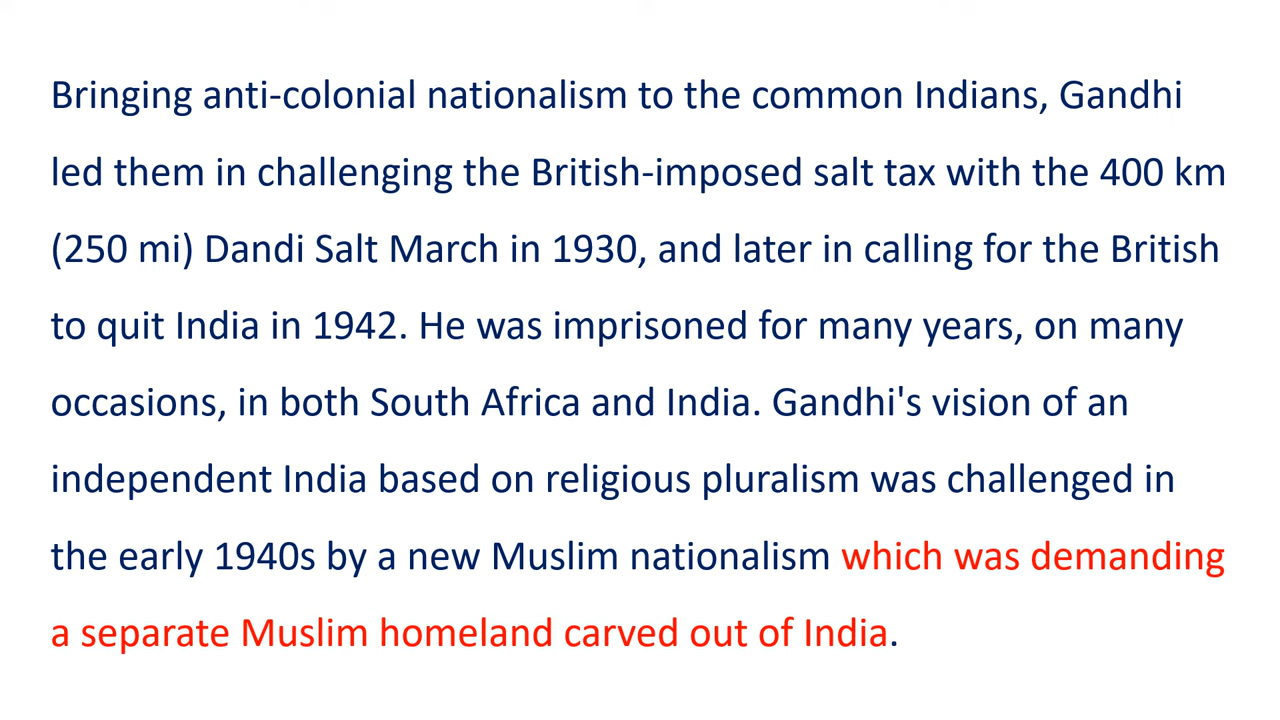 Bringing anti-colonial nationalism to the common Indians, Gandhi
led them in challenging the British-imposed salt tax with the 400 km
(250 mi) Dandi Salt March in 1930, and later in calling for the British
to quit India in 1942. He was imprisoned for many years, on many
occasions, in both South Africa and India. Gandhi's vision of an
independent India based on religious pluralism was challenged in
the early 1940s by a new Muslim nationalism which was demanding
a separate Muslim homeland carved out of India.